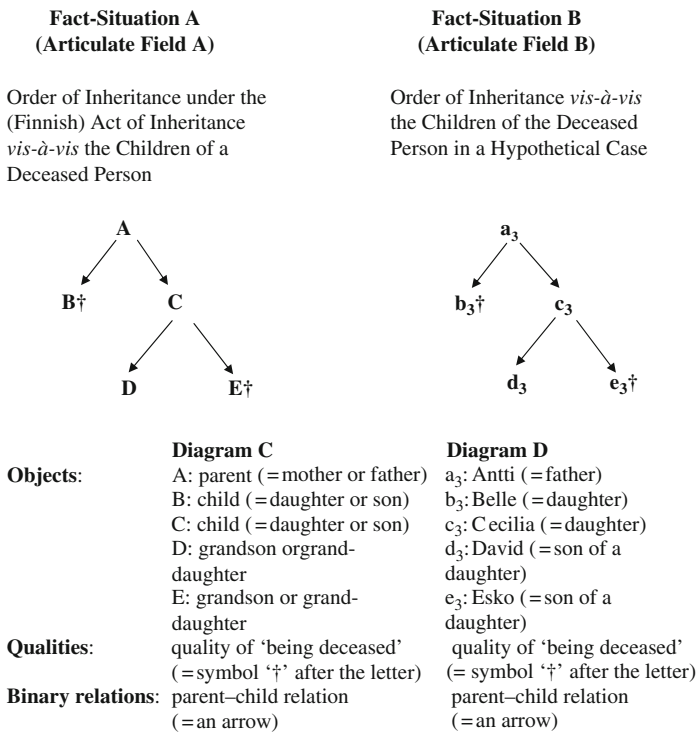 Fact-Situation A
(Articulate Field A)
Fact-Situation B
(Articulate Field B)
Order of Inheritance under the
(Finnish) Act of Inheritance
vis-à-vis the Children of a
Deceased Person
Order of Inheritance vis-à-vis
the Children of the Deceased
Person in a Hypothetical Case
A
B† C
D E†
a₃
b₃† c₃
d₃ e₃†
Diagram C Diagram D
Objects: A: parent (=mother or father) a₃: Antti (=father)
B: child (=daughter or son) b₃: Belle (=daughter)
C: child (=daughter or son) c₃: Cecilia (=daughter)
D: grandson orgrand- d₃: David (=son of a
daughter daughter)
E: grandson or grand- e₃: Esko (=son of a
daughter daughter)
Qualities: quality of ‘being deceased’ quality of ‘being deceased’
(=symbol ‘†’ after the letter) (= symbol ‘†’ after the letter)
Binary relations: parent–child relation parent–child relation
(=an arrow) (=an arrow)